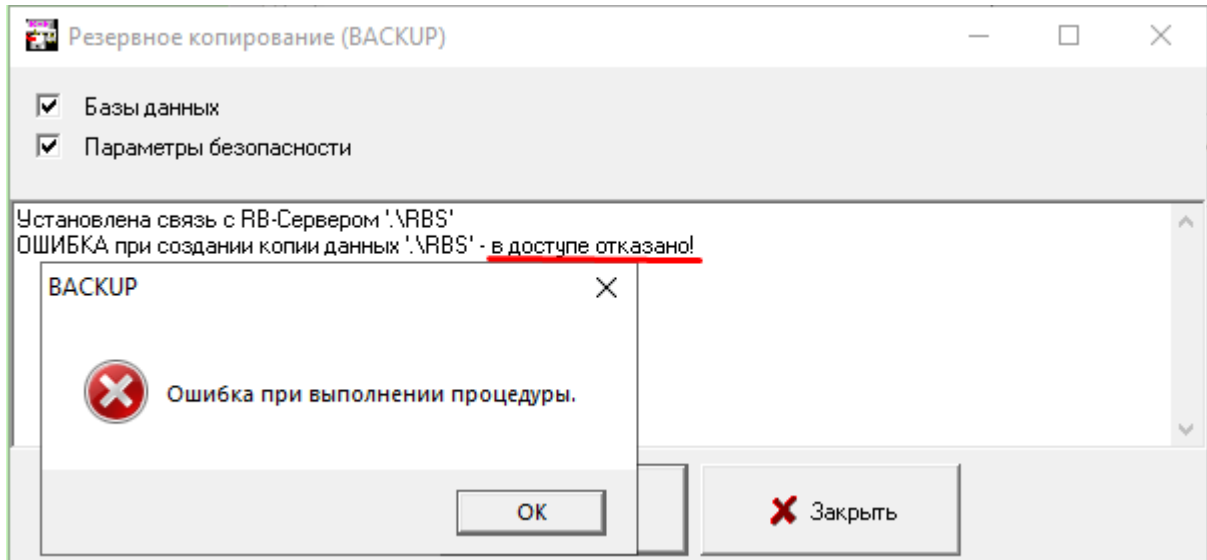 Резервное копирование (BACKUP)
Базы данных
Параметры безопасности
Установлена связь с RB-Сервером '.\RBS'
ОШИБКА при создании копии данных '.\RBS' - в доступе отказано!
BACKUP
Ошибка при выполнении процедуры.
OK
Закрыть